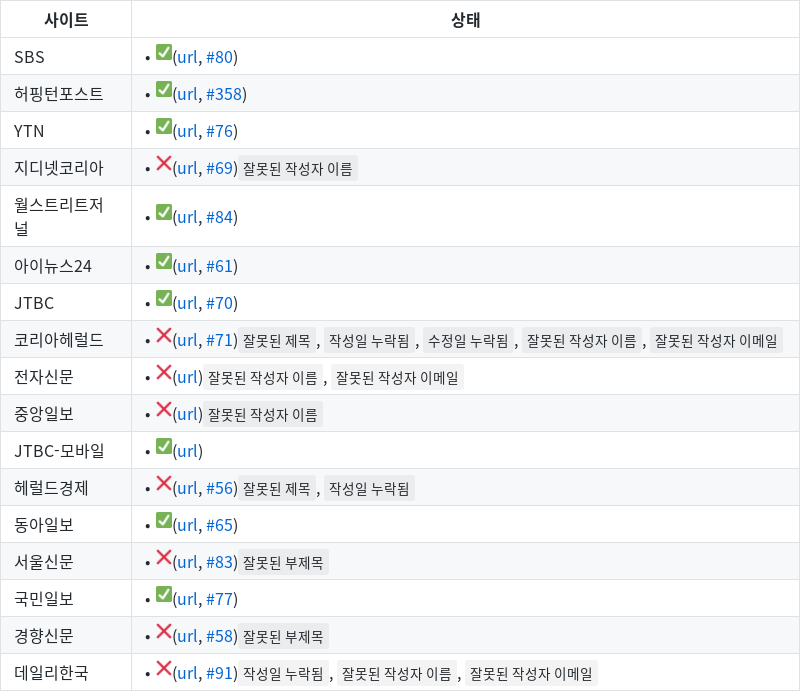 사이트 상태
SBS • ✅(url, #80)
허핑턴포스트 • ✅(url, #358)
YTN • ✅(url, #76)
지디넷코리아 • ❌(url, #69) 잘못된 작성자 이름
월스트리트저
널 • ✅(url, #84)
아이뉴스24 • ✅(url, #61)
JTBC • ✅(url, #70)
코리아헤럴드 • ❌(url, #71) 잘못된 제목 , 작성일 누락됨 , 수정일 누락됨 , 잘못된 작성자 이름 , 잘못된 작성자 이메일
전자신문 • ❌(url) 잘못된 작성자 이름 , 잘못된 작성자 이메일
중앙일보 • ❌(url) 잘못된 작성자 이름
JTBC-모바일 • ✅(url)
헤럴드경제 • ❌(url, #56) 잘못된 제목 , 작성일 누락됨
동아일보 • ✅(url, #65)
서울신문 • ❌(url, #83) 잘못된 부제목
국민일보 • ✅(url, #77)
경향신문 • ❌(url, #58) 잘못된 부제목
데일리한국 • ❌(url, #91) 작성일 누락됨 , 잘못된 작성자 이름 , 잘못된 작성자 이메일